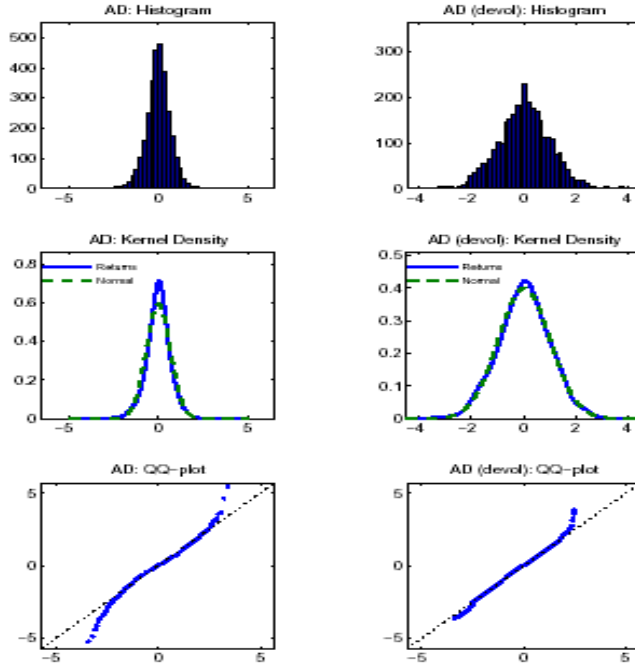 AD: Histogram
AD (devol): Histogram
500
400
300
200
100
0
−5 0 5
300
200
100
0
−4 −2 0 2 4
AD: Kernel Density
AD (devol): Kernel Density
Returns
Normal
0.8
0.6
0.4
0.2
0
−5 0 5
Returns
Normal
0.5
0.4
0.3
0.2
0.1
0
−4 −2 0 2 4
AD: QQ−plot
AD (devol): QQ−plot
5
0
−5
−5 0 5
5
0
−5
−5 0 5